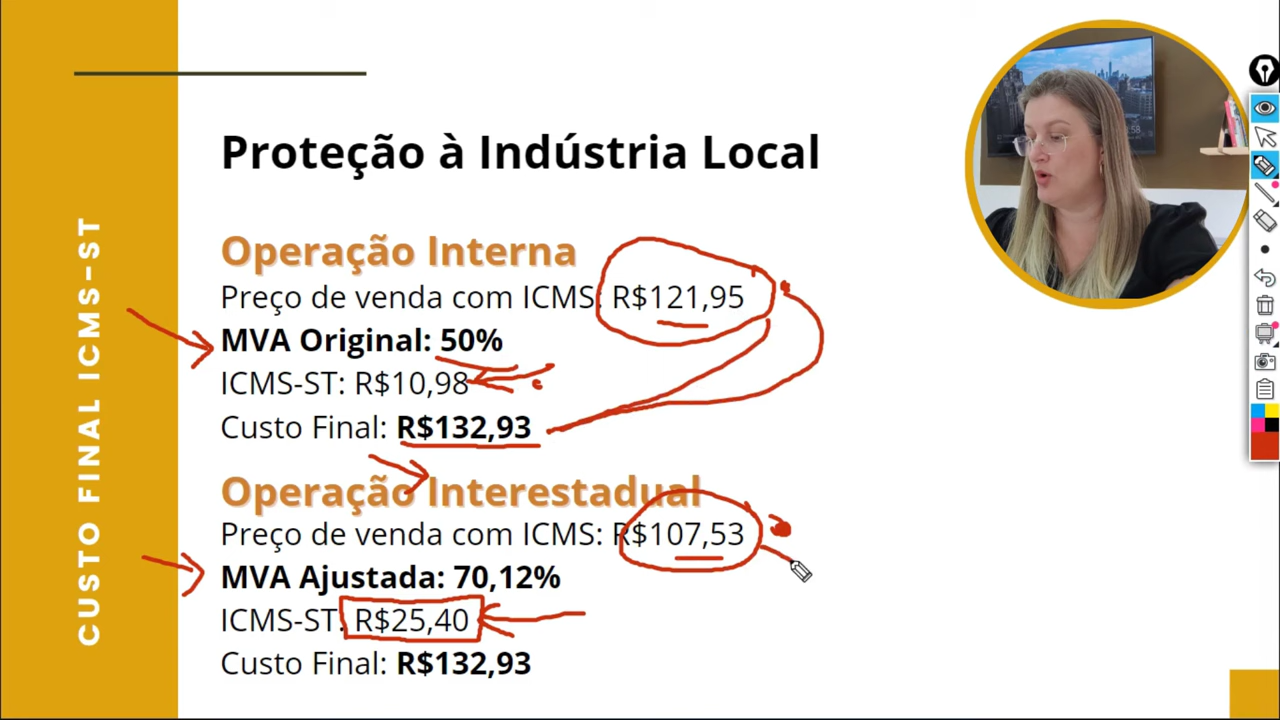 CUSTO FINAL ICMS-ST
Proteção à Indústria Local
Operação Interna
Preço de venda com ICMS: R$121,95
MVA Original: 50%
ICMS-ST: R$10,98
Custo Final: R$132,93
Operação Interestadual
Preço de venda com ICMS: R$107,53
MVA Ajustada: 70,12%
ICMS-ST: R$25,40
Custo Final: R$132,93